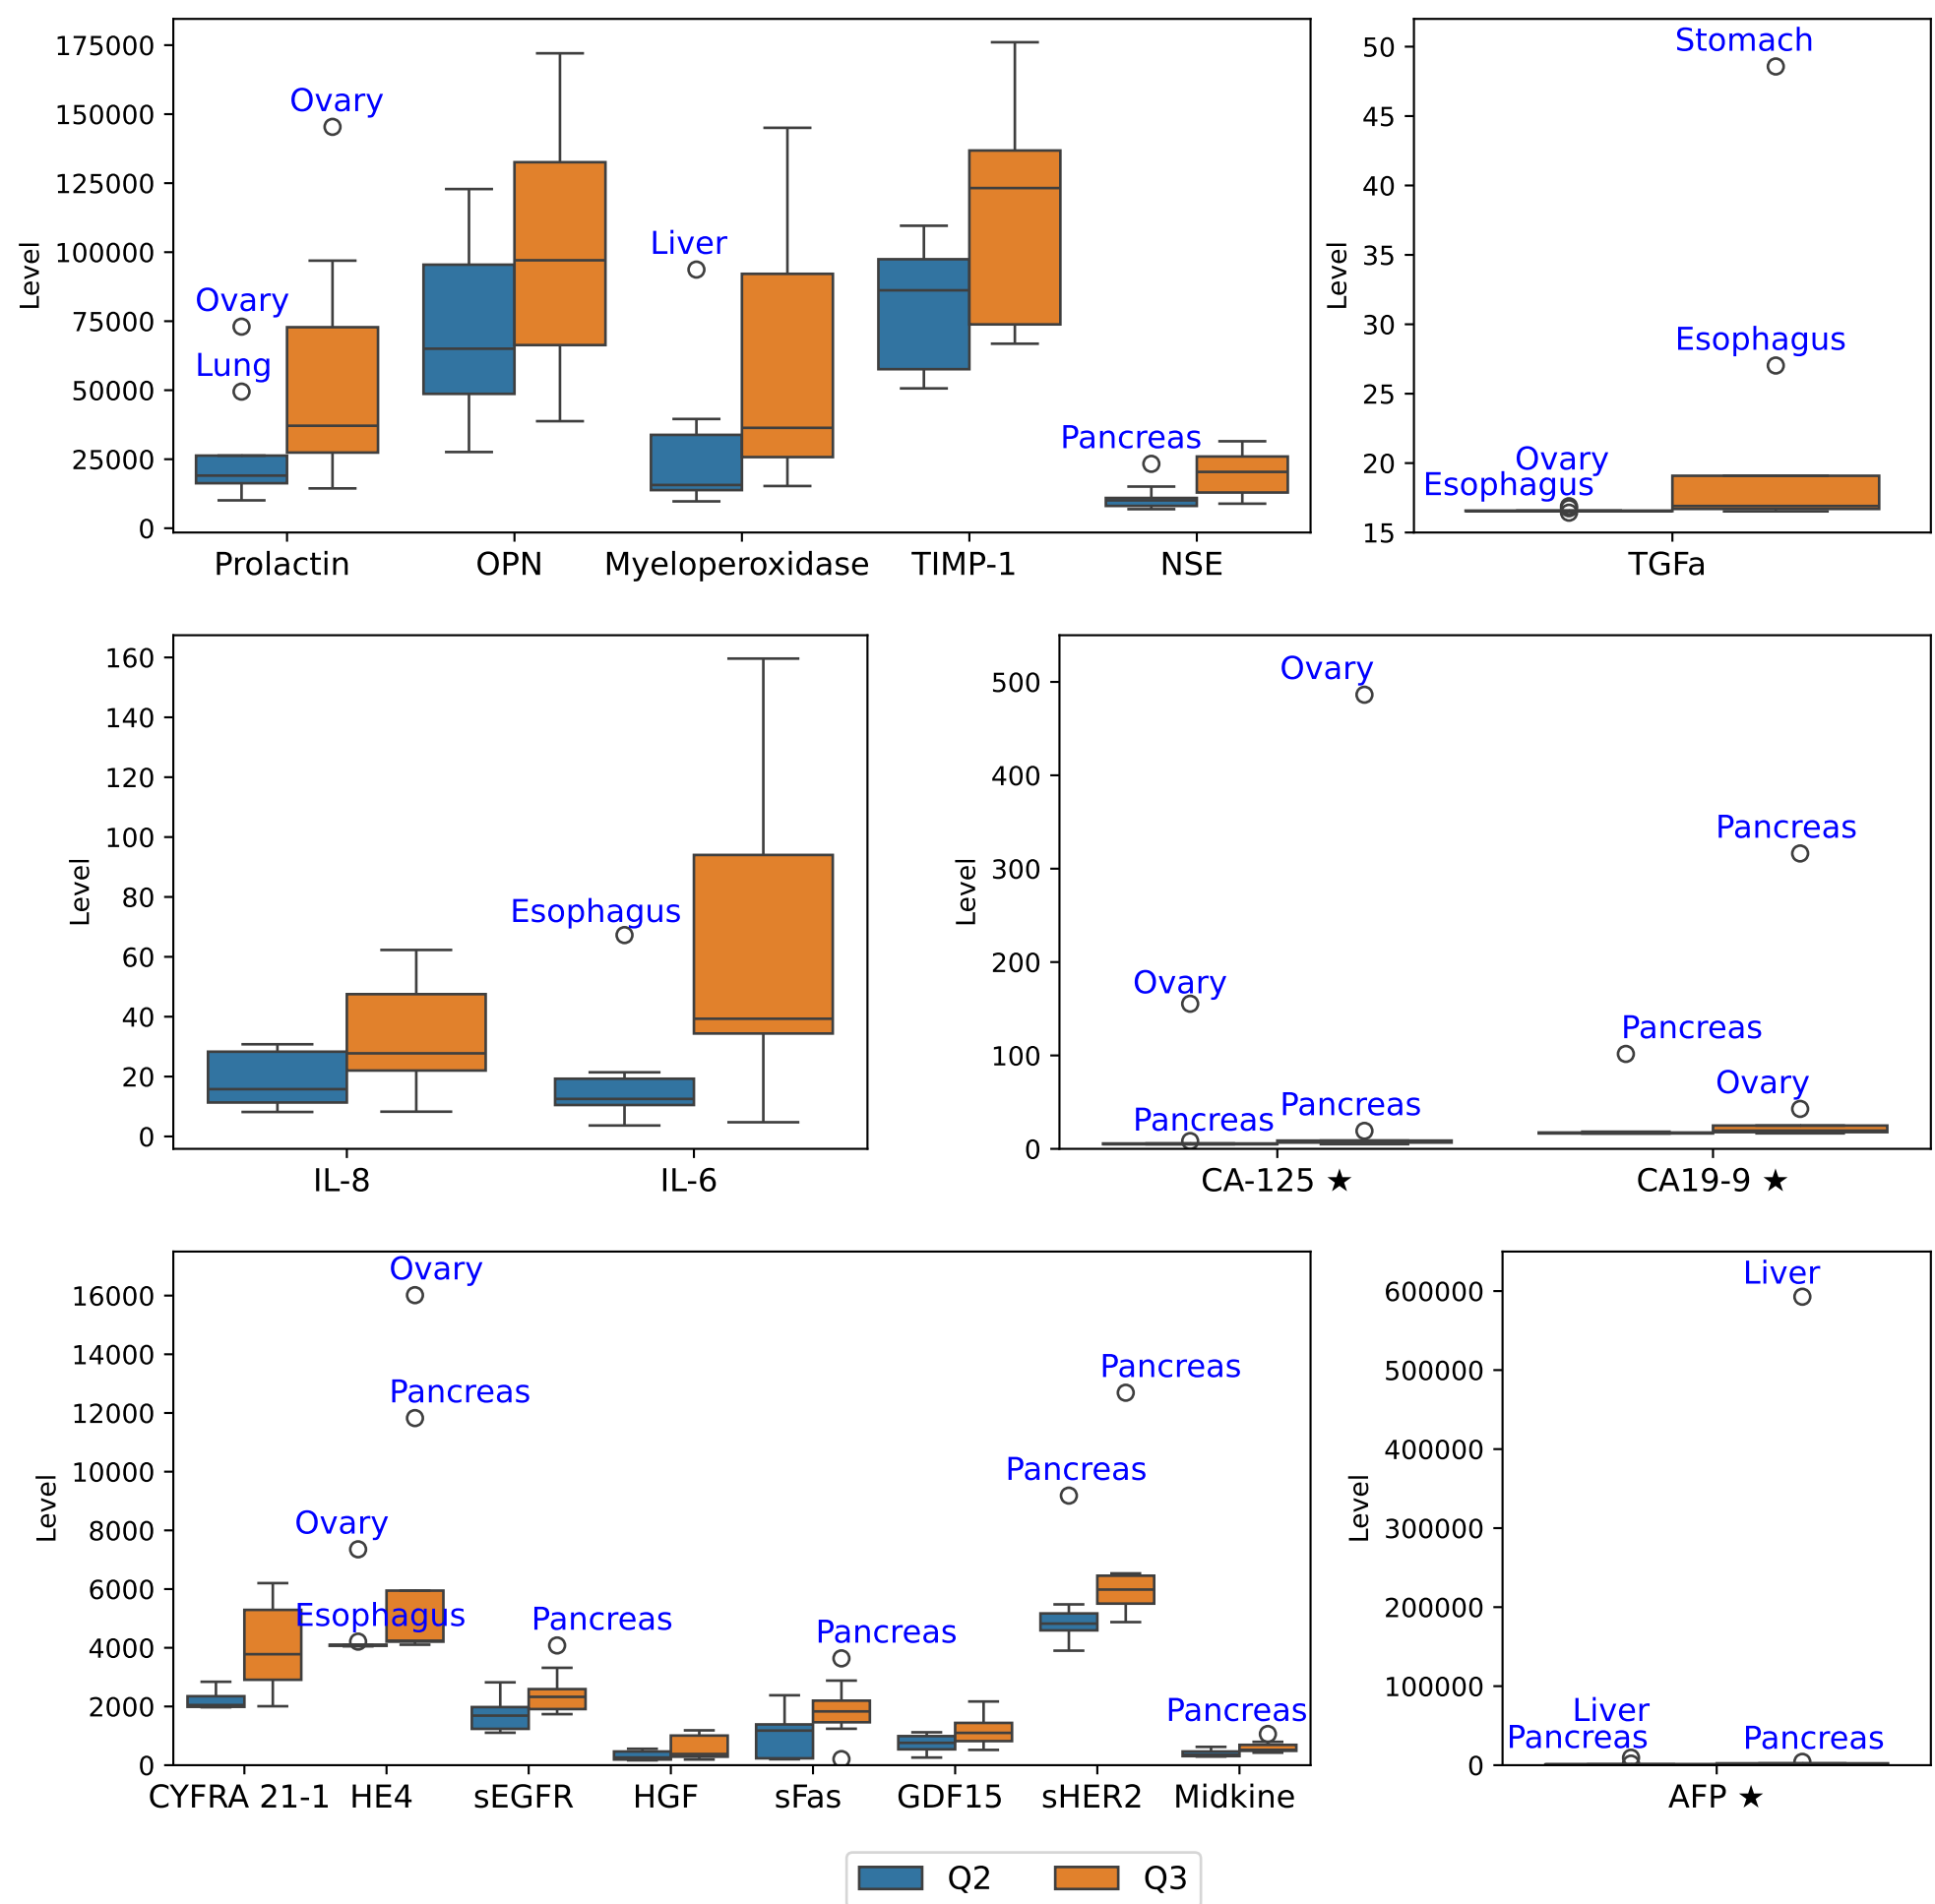 175000
150000
125000
100000
75000
50000
25000
0
Level
Ovary
Ovary
Lung
Liver
Pancreas
Prolactin OPN Myeloperoxidase TIMP-1 NSE
50
45
40
35
30
25
20
15
Level
Stomach
Esophagus
Ovary
Esophagus
TGFa
160
140
120
100
80
60
40
20
0
Level
Esophagus
IL-8 IL-6
500
400
300
200
100
0
Level
Ovary
Pancreas
Ovary
Pancreas
Ovary
Pancreas Pancreas
CA-125 ★ CA19-9 ★
16000
14000
12000
10000
8000
6000
4000
2000
0
Level
Ovary
Pancreas
Pancreas
Pancreas
Ovary
Esophagus
Pancreas
Pancreas
Pancreas
CYFRA 21-1 HE4 sEGFR HGF sFas GDF15 sHER2 Midkine
600000
500000
400000
300000
200000
100000
0
Level
Liver
Liver
Pancreas Pancreas
AFP ★
Q2 Q3